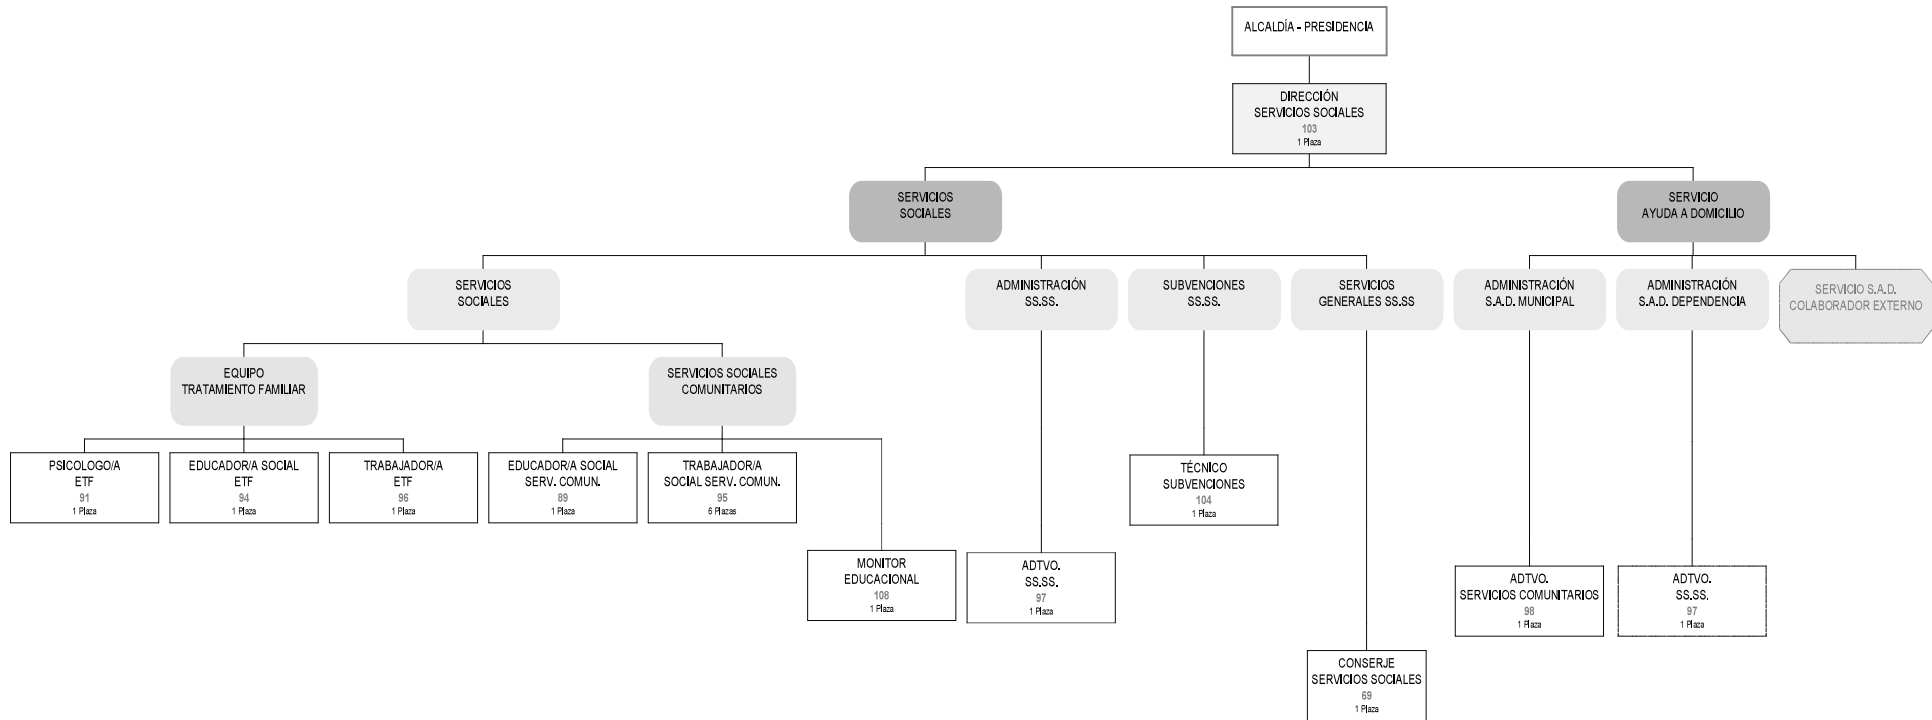 ALCALDÍA - PRESIDENCIA
DIRECCIÓN
SERVICIOS SOCIALES
103
1 Plaza
SERVICIOS
SOCIALES
SERVICIO
AYUDA A DOMICILIO
SERVICIOS
SOCIALES
ADMINISTRACIÓN
SS.SS.
SUBVENCIONES
SS.SS.
SERVICIOS
GENERALES SS.SS
ADMINISTRACIÓN
S.A.D. MUNICIPAL
ADMINISTRACIÓN
S.A.D. DEPENDENCIA
SERVICIO S.A.D.
COLABORADOR EXTERNO
EQUIPO
TRATAMIENTO FAMILIAR
SERVICIOS SOCIALES
COMUNITARIOS
PSICOLOGO/A
ETF
91
1 Plaza
EDUCADOR/A SOCIAL
ETF
94
1 Plaza
TRABAJADOR/A
ETF
96
1 Plaza
EDUCADOR/A SOCIAL
SERV. COMUN.
89
1 Plaza
TRABAJADOR/A
SOCIAL SERV. COMUN.
95
6 Plazas
TÉCNICO
SUBVENCIONES
104
1 Plaza
MONITOR
EDUCACIONAL
108
1 Plaza
ADTVO.
SS.SS.
97
1 Plaza
ADTVO.
SERVICIOS COMUNITARIOS
98
1 Plaza
ADTVO.
SS.SS.
97
1 Plaza
CONSERJE
SERVICIOS SOCIALES
69
1 Plaza